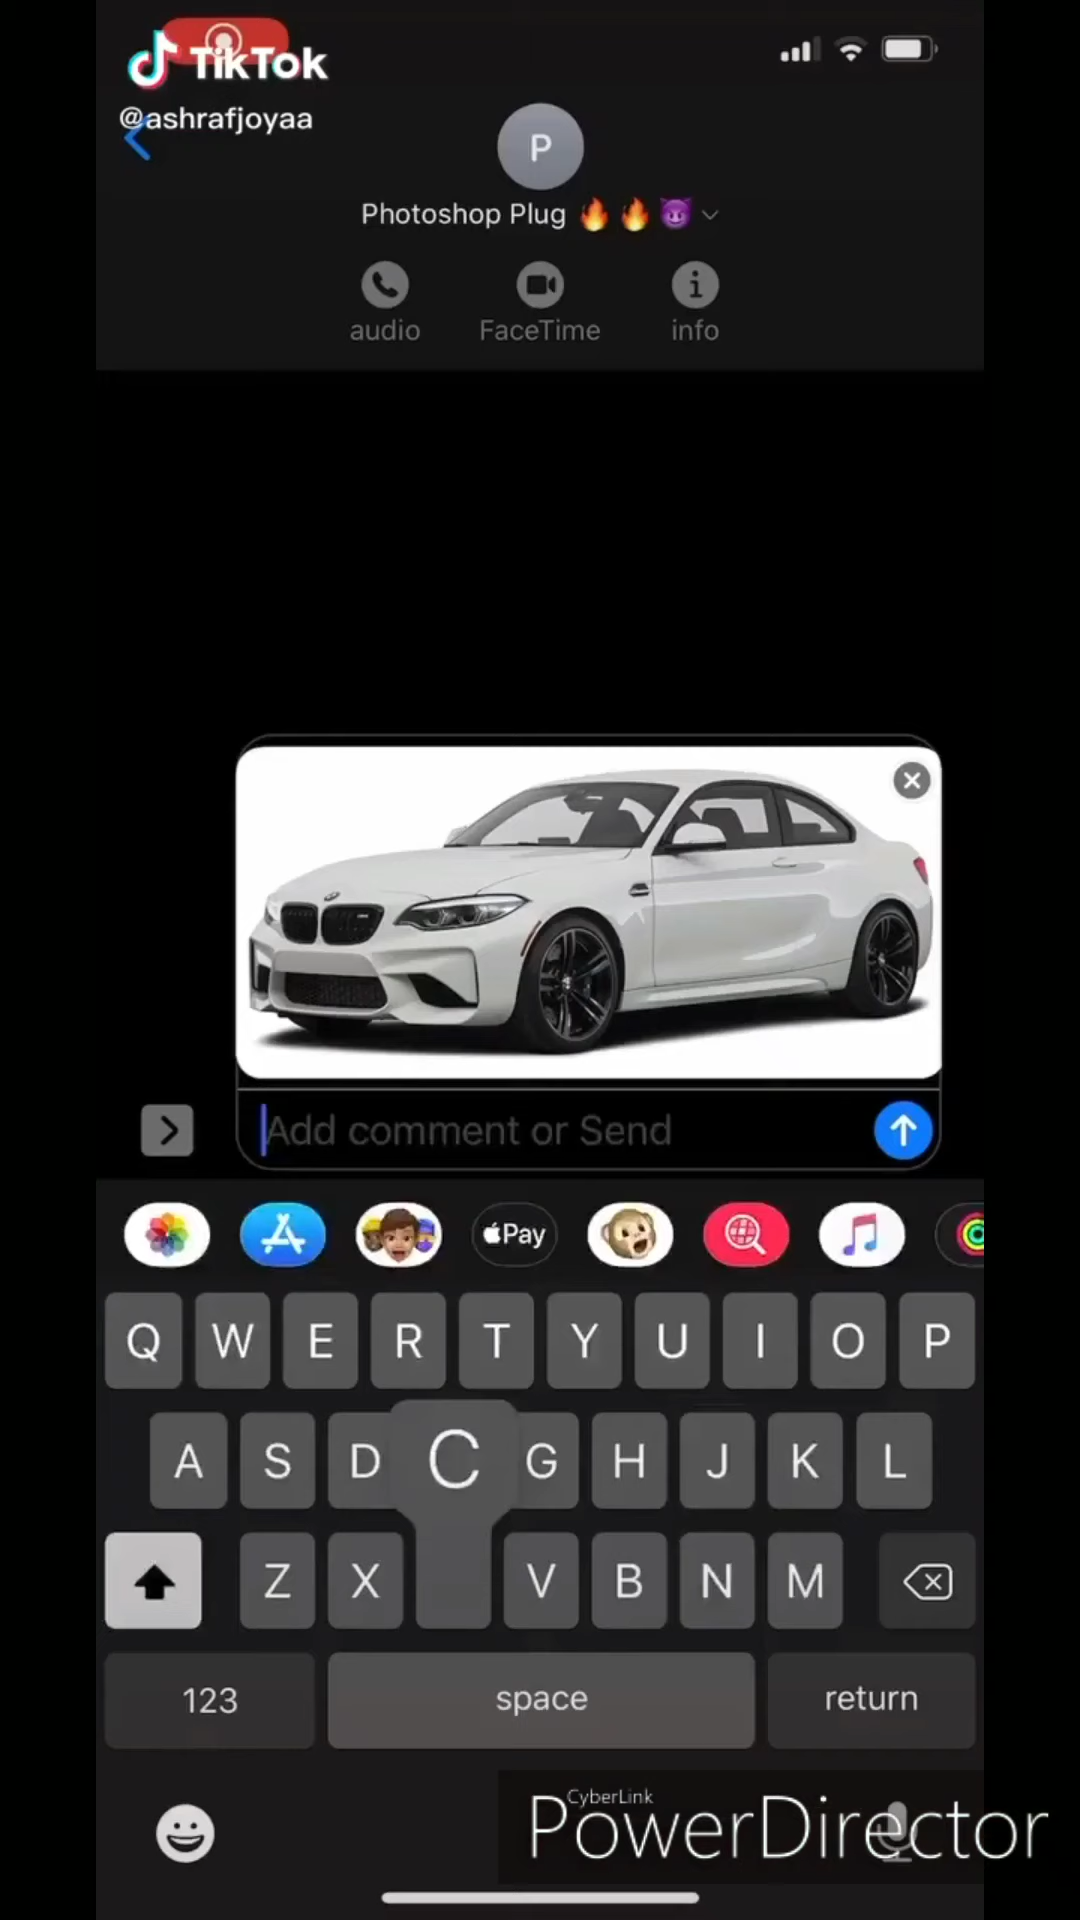 TikTok
@ashrafjoyaa
P
Photoshop Plug 🔥🔥😈
audio FaceTime info
Add comment or Send
Pay
Q W E R T Y U I O P
A S D C G H J K L
Z X V B N M
123 space return
CyberLink
PowerDirector